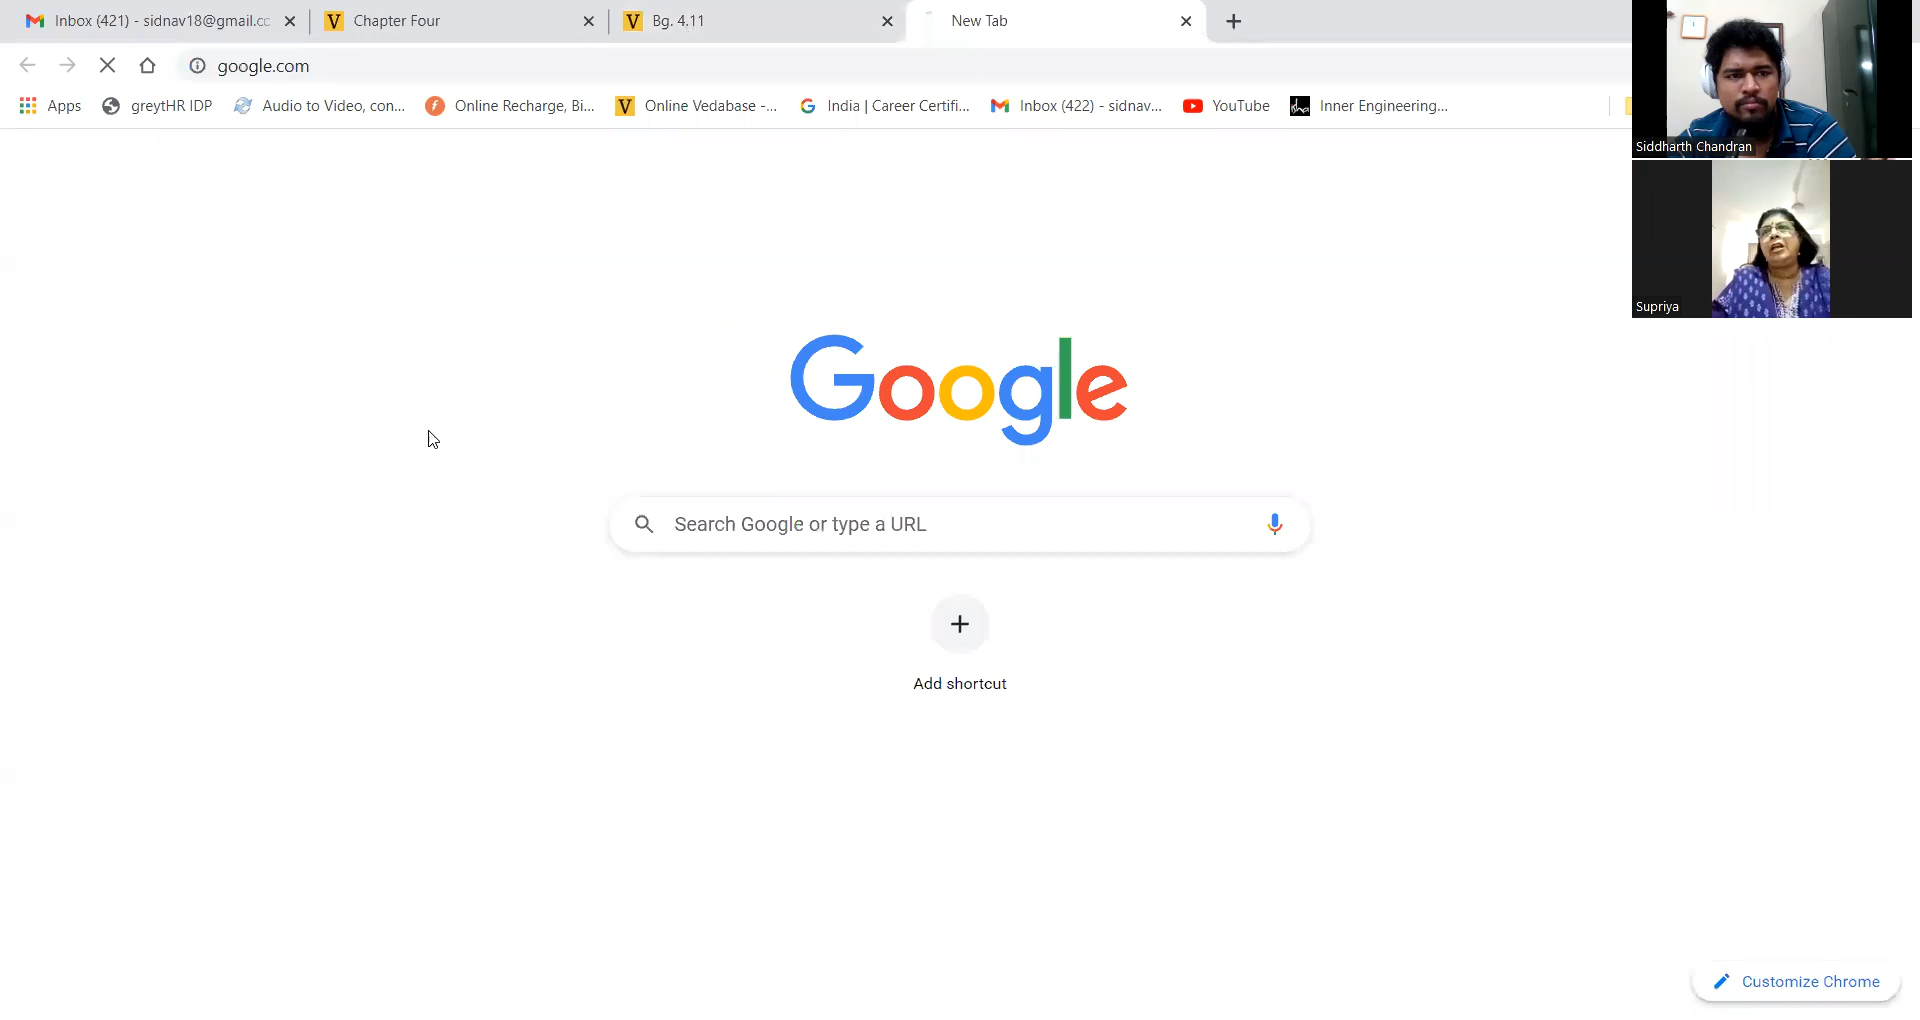 Inbox (421) - sidnav18@gmail.cc
Chapter Four
Bg. 4.11
New Tab
google.com
Apps
greytHR IDP
Audio to Video, con...
Online Recharge, Bi...
Online Vedabase -...
India | Career Certifi...
Inbox (422) - sidnav...
YouTube
Inner Engineering...
Siddharth Chandran
Supriya
Google
Search Google or type a URL
Add shortcut
Customize Chrome